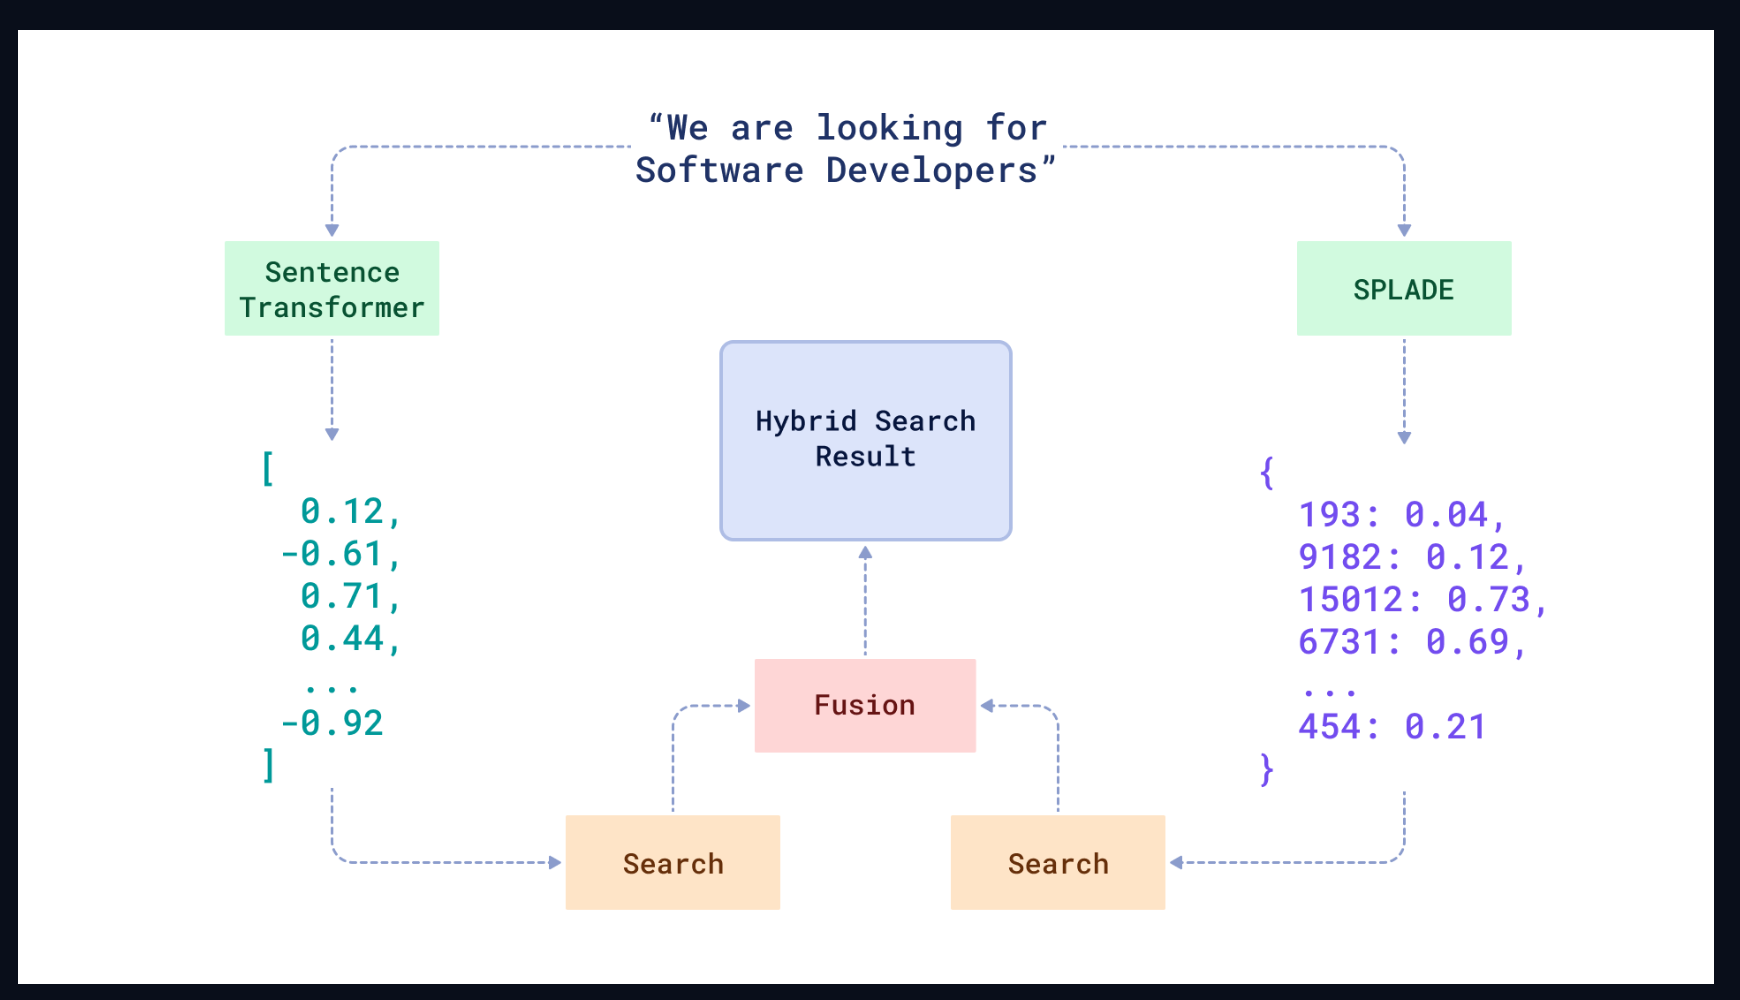 “We are looking for
Software Developers”
Sentence
Transformer
SPLADE
[
0.12,
-0.61,
0.71,
0.44,
...
-0.92
]
Hybrid Search
Result
{
193: 0.04,
9182: 0.12,
15012: 0.73,
6731: 0.69,
...
454: 0.21
}
Fusion
Search
Search